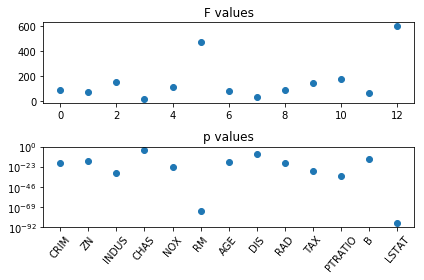 F values
600
400
200
0
0 2 4 6 8 10 12
p values
10^0
10^-23
10^-46
10^-69
10^-92
CRIM ZN INDUS CHAS NOX RM AGE DIS RAD TAX PTRATIO B LSTAT